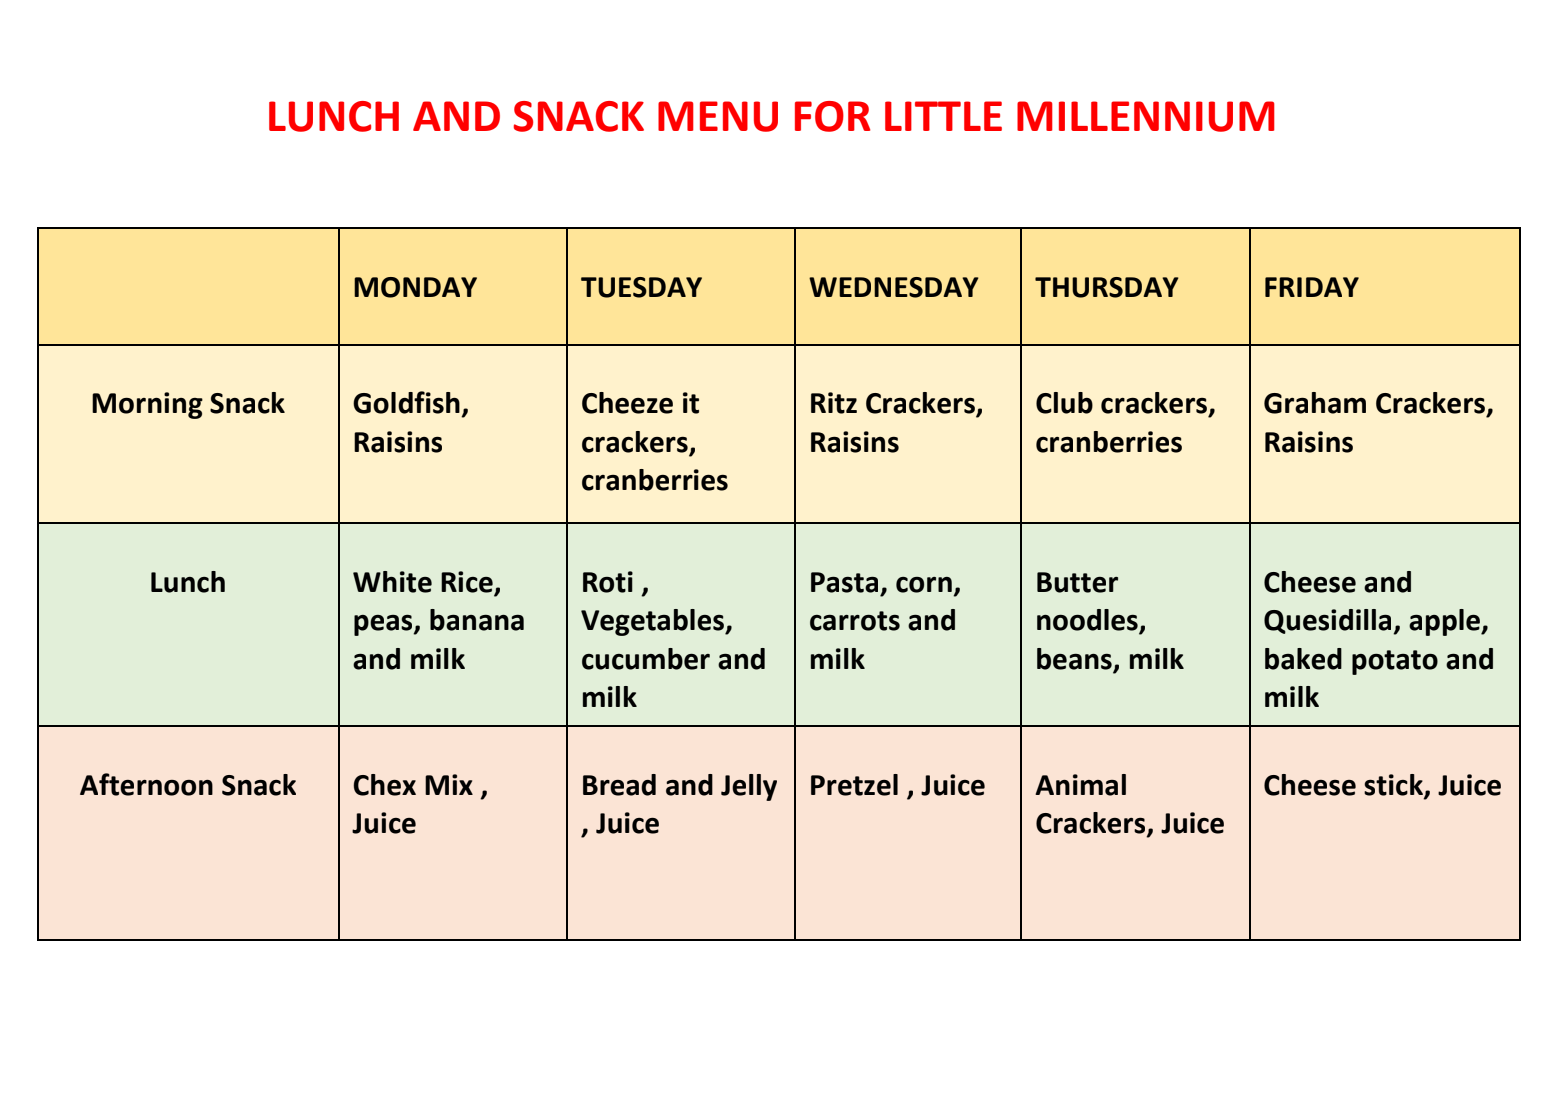 LUNCH AND SNACK MENU FOR LITTLE MILLENNIUM
MONDAY
TUESDAY
WEDNESDAY
THURSDAY
FRIDAY
Morning Snack
Goldfish,
Raisins
Cheeze it
crackers,
cranberries
Ritz Crackers,
Raisins
Club crackers,
cranberries
Graham Crackers,
Raisins
Lunch
White Rice,
peas, banana
and milk
Roti ,
Vegetables,
cucumber and
milk
Pasta, corn,
carrots and
milk
Butter
noodles,
beans, milk
Cheese and
Quesidilla, apple,
baked potato and
milk
Afternoon Snack
Chex Mix ,
Juice
Bread and Jelly
, Juice
Pretzel , Juice
Animal
Crackers, Juice
Cheese stick, Juice